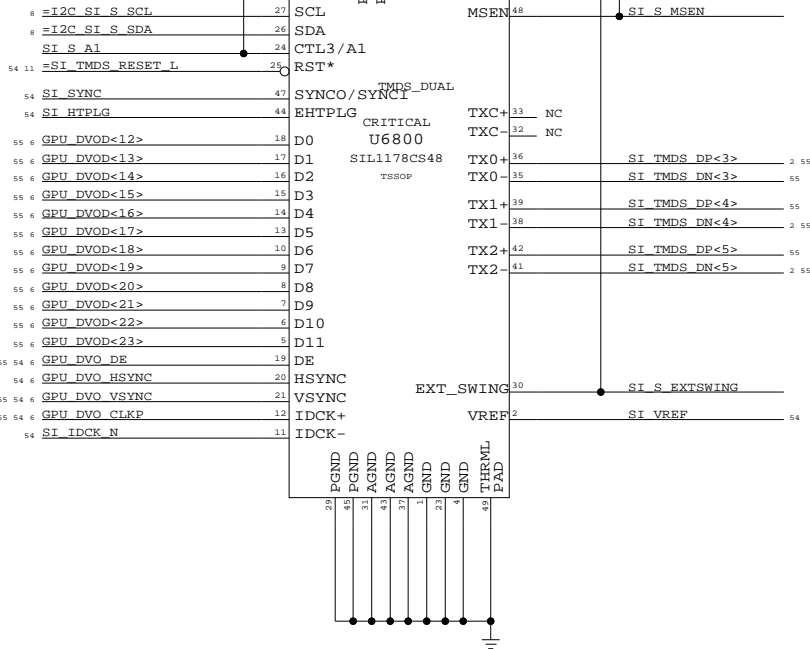 8 =I2C_SI_S_SCL 27 SCL MSEN 48 SI_S_MSEN
8 =I2C_SI_S_SDA 26 SDA
SI_S_A1 24 CTL3/A1
54 11 =SI_TMDS_RESET_L 25 RST*
TMDS_DUAL
54 SI_SYNC 47 SYNCO/SYNCI
54 SI_HTPLG 44 EHTPLG TXC+ 33 NC
CRITICAL
TXC- 32 NC
55 6 GPU_DVOD<12> 18 D0 U6800
55 6 GPU_DVOD<13> 17 D1 SIL1178CS48 TX0+ 36 SI_TMDS_DP<3> 2 55
55 6 GPU_DVOD<14> 16 D2 TSSOP TX0- 35 SI_TMDS_DN<3> 55
55 6 GPU_DVOD<15> 15 D3
55 6 GPU_DVOD<16> 14 D4 TX1+ 39 SI_TMDS_DP<4> 55
55 6 GPU_DVOD<17> 13 D5 TX1- 38 SI_TMDS_DN<4> 2 55
55 6 GPU_DVOD<18> 10 D6 TX2+ 42 SI_TMDS_DP<5> 55
55 6 GPU_DVOD<19> 9 D7 TX2- 41 SI_TMDS_DN<5> 2 55
55 6 GPU_DVOD<20> 8 D8
55 6 GPU_DVOD<21> 7 D9
55 6 GPU_DVOD<22> 6 D10
55 6 GPU_DVOD<23> 5 D11
55 54 6 GPU_DVO_DE 19 DE
54 6 GPU_DVO_HSYNC 20 HSYNC EXT_SWING 30 SI_S_EXTSWING
55 54 6 GPU_DVO_VSYNC 21 VSYNC
55 54 6 GPU_DVO_CLKP 12 IDCK+ VREF 2 SI_VREF 54
54 SI_IDCK_N 11 IDCK-
PGND PGND AGND AGND AGND GND GND GND THRML PAD
29 45 31 43 37 1 23 4 49